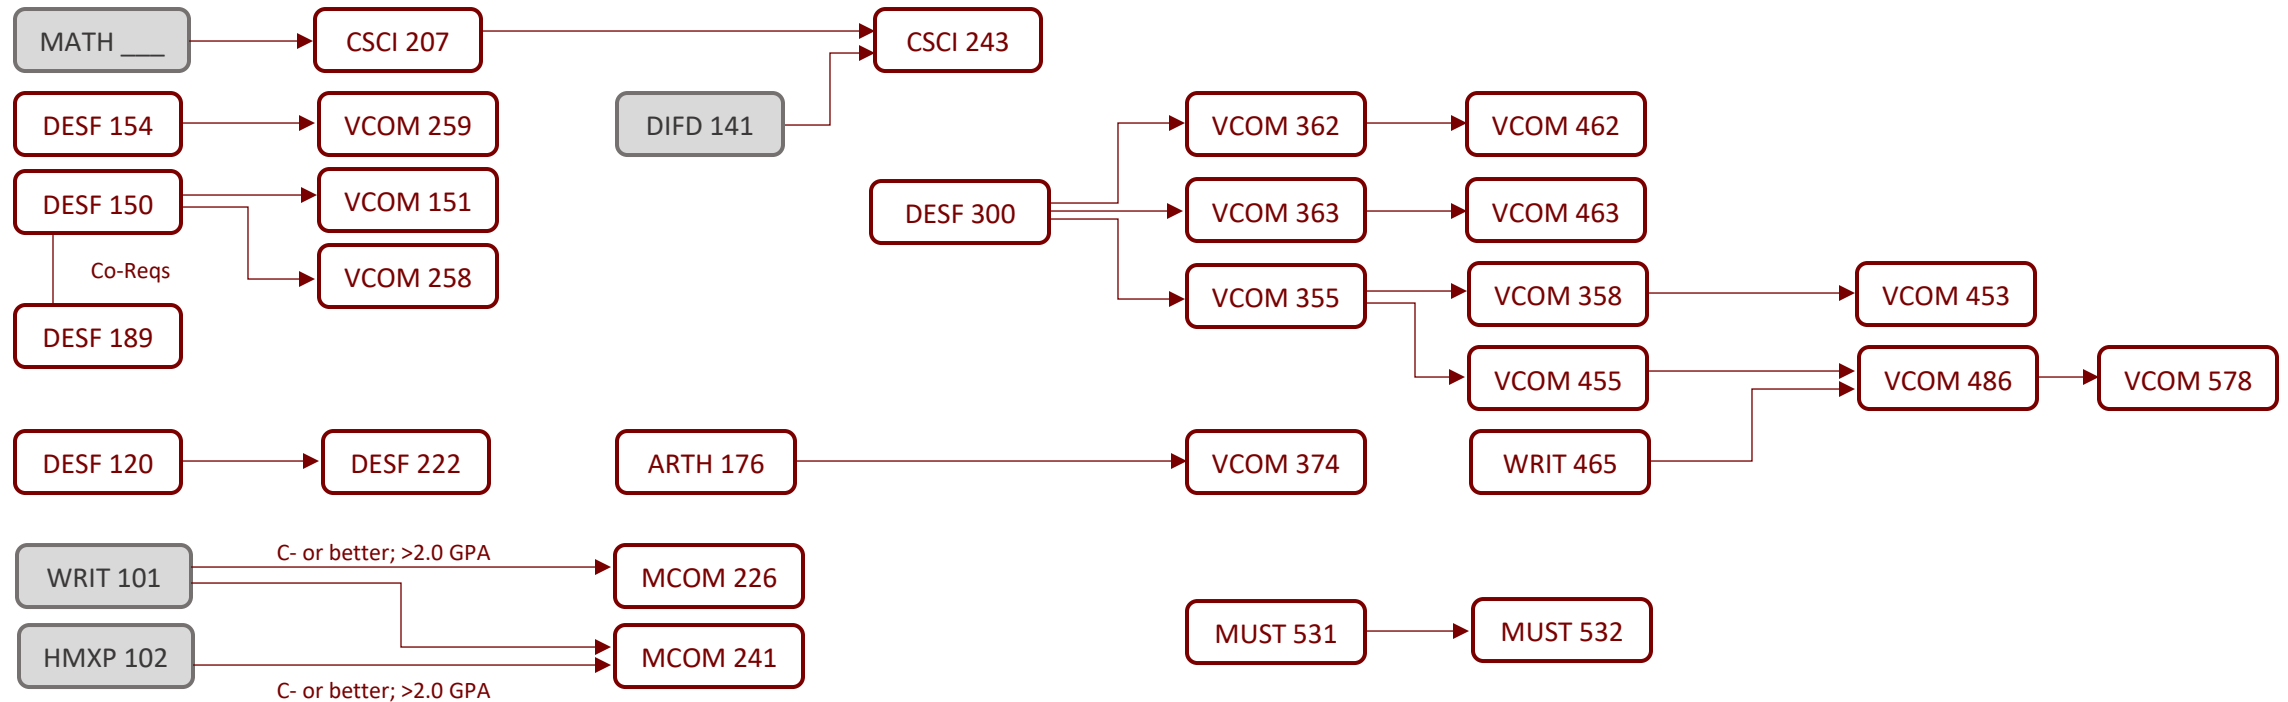 MATH ___
CSCI 207
CSCI 243
DESF 154
VCOM 259
DIFD 141
VCOM 362
VCOM 462
DESF 150
VCOM 151
DESF 300
VCOM 363
VCOM 463
Co-Reqs
VCOM 258
VCOM 355
VCOM 358
VCOM 453
DESF 189
VCOM 455
VCOM 486
VCOM 578
DESF 120
DESF 222
ARTH 176
VCOM 374
WRIT 465
WRIT 101
C- or better; >2.0 GPA
MCOM 226
HMXP 102
C- or better; >2.0 GPA
MCOM 241
MUST 531
MUST 532